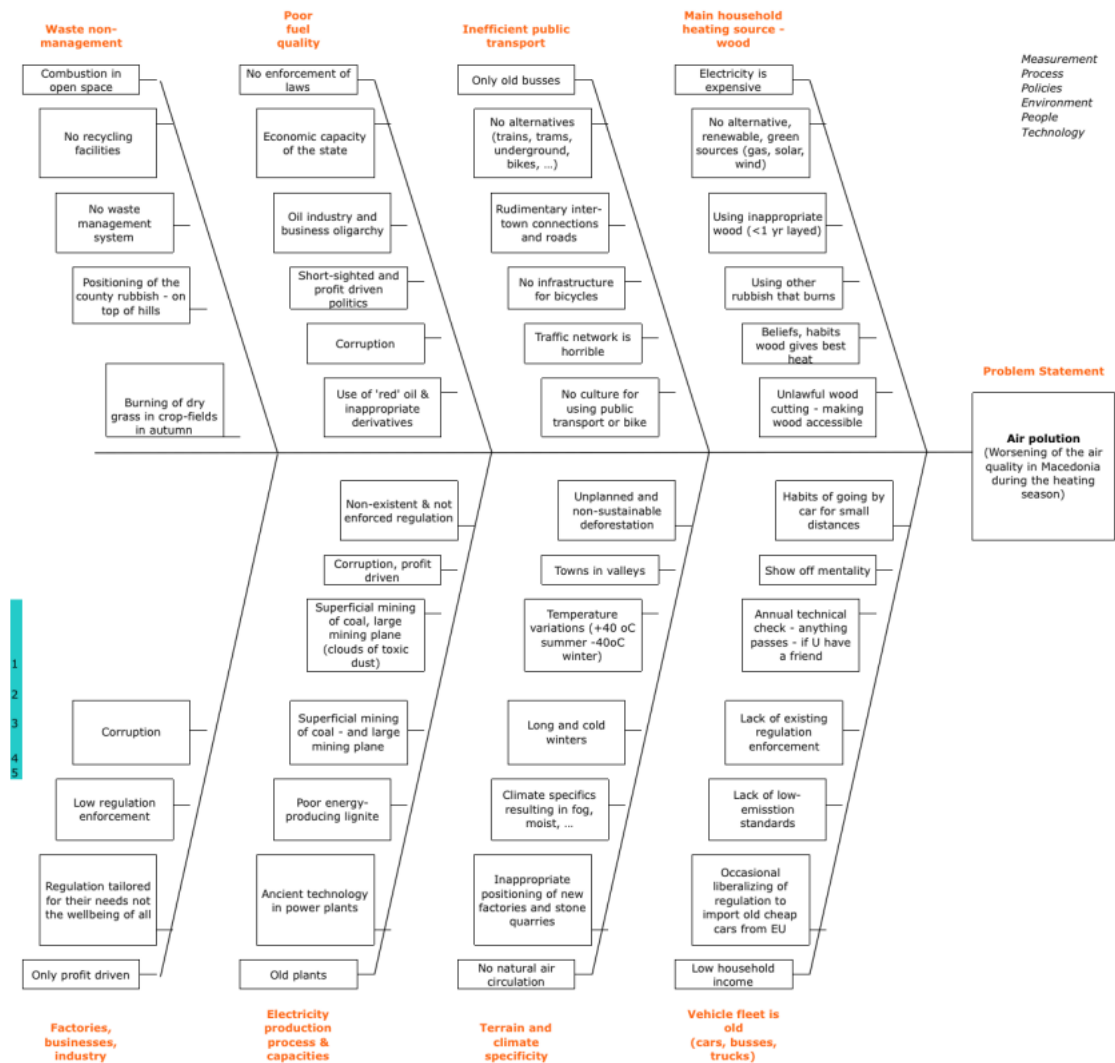 Waste non-
management
Poor
fuel
quality
Inefficient public
transport
Main household
heating source -
wood
Measurement
Process
Policies
Environment
People
Technology
Combustion in
open space
No recycling
facilities
No waste
management
system
Positioning of the
county rubbish - on
top of hills
Burning of dry
grass in crop-fields
in autumn
No enforcement of
laws
Economic capacity
of the state
Oil industry and
business oligarchy
Short-sighted and
profit driven
politics
Corruption
Use of 'red' oil &
inappropriate
derivatives
Only old busses
No alternatives
(trains, trams,
underground,
bikes, ...)
Rudimentary inter-
town connections
and roads
No infrastructure
for bicycles
Traffic network is
horrible
No culture for
using public
transport or bike
Electricity is
expensive
No alternative,
renewable, green
sources (gas, solar,
wind)
Using inappropriate
wood (<1 yr layed)
Using other
rubbish that burns
Beliefs, habits
wood gives best
heat
Unlawful wood
cutting - making
wood accessible
Problem Statement
Air polution
(Worsening of the air
quality in Macedonia
during the heating
season)
1
2
3
4
5
Corruption
Low regulation
enforcement
Regulation tailored
for their needs not
the wellbeing of all
Only profit driven
Non-existent & not
enforced regulation
Corruption, profit
driven
Superficial mining
of coal, large
mining plane
(clouds of toxic
dust)
Superficial mining
of coal - and large
mining plane
Poor energy-
producing lignite
Ancient technology
in power plants
Old plants
Unplanned and
non-sustainable
deforestation
Towns in valleys
Temperature
variations (+40 oC
summer -40oC
winter)
Long and cold
winters
Climate specifics
resulting in fog,
moist, ...
Inappropriate
positioning of new
factories and stone
quarries
No natural air
circulation
Habits of going by
car for small
distances
Show off mentality
Annual technical
check - anything
passes - if U have
a friend
Lack of existing
regulation
enforcement
Lack of low-
emisstion
standards
Occasional
liberalizing of
regulation to
import old cheap
cars from EU
Low household
income
Factories,
businesses,
industry
Electricity
production
process &
capacities
Terrain and
climate
specificity
Vehicle fleet is
old
(cars, busses,
trucks)